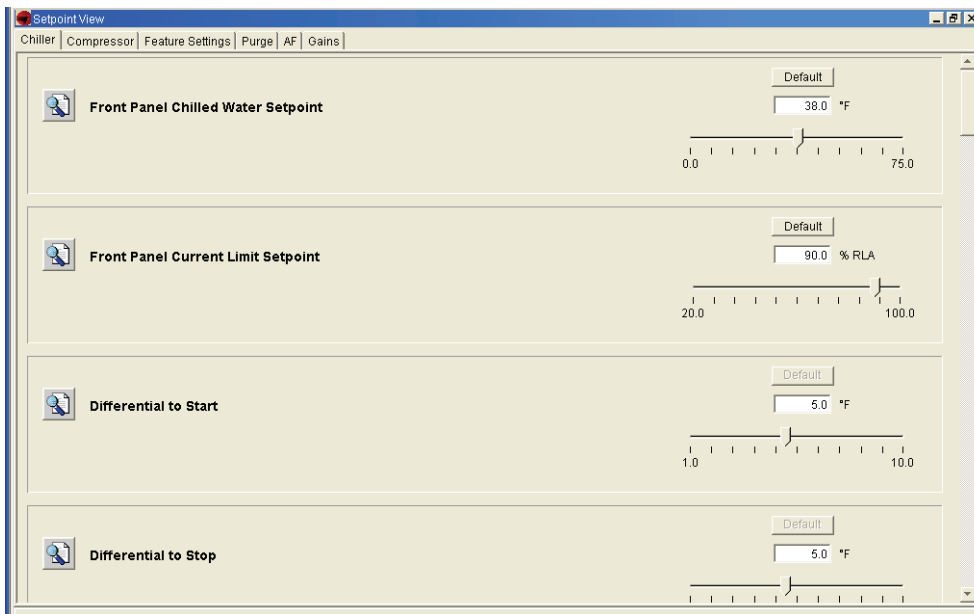 Setpoint View
Chiller Compressor Feature Settings Purge AF Gains
Default
Front Panel Chilled Water Setpoint 38.0 °F
0.0 75.0
Default
Front Panel Current Limit Setpoint 90.0 % RLA
20.0 100.0
Default
Differential to Start 5.0 °F
1.0 10.0
Default
Differential to Stop 5.0 °F